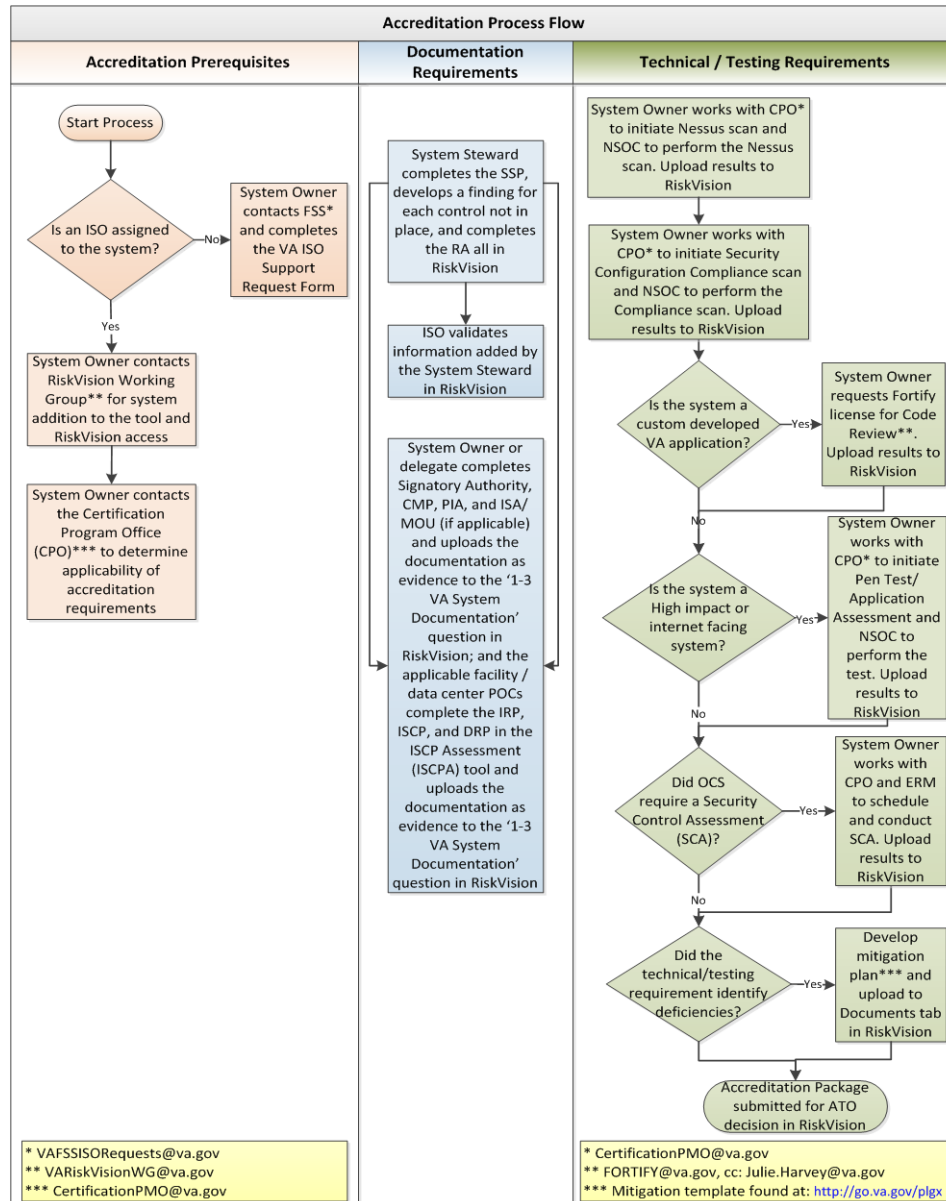 Accreditation Process Flow
Accreditation Prerequisites
Start Process
Is an ISO assigned
to the system?
No
System Owner
contacts FSS*
and completes
the VA ISO
Support
Request Form
Yes
System Owner contacts
RiskVision Working
Group** for system
addition to the tool and
RiskVision access
System Owner contacts
the Certification
Program Office
(CPO)*** to determine
applicability of
accreditation
requirements
* VAFSSISORequests@va.gov
** VARiskVisionWG@va.gov
*** CertificationPMO@va.gov
Documentation
Requirements
System Steward
completes the SSP,
develops a finding for
each control not in
place, and completes
the RA all in
RiskVision
ISO validates
information added by
the System Steward
in RiskVision
System Owner or
delegate completes
Signatory Authority,
CMP, PIA, and ISA/
MOU (if applicable)
and uploads the
documentation as
evidence to the ‘1-3
VA System
Documentation’
question in
RiskVision; and the
applicable facility /
data center POCs
complete the IRP,
ISCP, and DRP in the
ISCP Assessment
(ISCPA) tool and
uploads the
documentation as
evidence to the ‘1-3
VA System
Documentation’
question in RiskVision
Technical / Testing Requirements
System Owner works with CPO*
to initiate Nessus scan and
NSOC to perform the Nessus
scan. Upload results to
RiskVision
System Owner works with
CPO* to initiate Security
Configuration Compliance scan
and NSOC to perform the
Compliance scan. Upload
results to RiskVision
Is the system a
custom developed
VA application?
Yes
System Owner
requests Fortify
license for Code
Review**.
Upload results to
RiskVision
No
Is the system a
High impact or
internet facing
system?
Yes
System Owner
works with
CPO* to initiate
Pen Test/
Application
Assessment and
NSOC to
perform the
test. Upload
results to
RiskVision
No
Did OCS
require a Security
Control Assessment
(SCA)?
Yes
System Owner
works with
CPO and ERM
to schedule
and conduct
SCA. Upload
results to
RiskVision
No
Did the
technical/testing
requirement identify
deficiencies?
Yes
Develop
mitigation
plan*** and
upload to
Documents tab
in RiskVision
Accreditation Package
submitted for ATO
decision in RiskVision
* CertificationPMO@va.gov
** FORTIFY@va.gov, cc: Julie.Harvey@va.gov
*** Mitigation template found at: http://go.va.gov/plgx